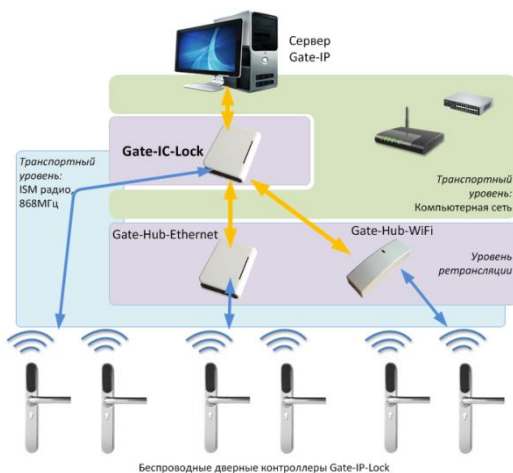 Сервер
Gate-IP
Gate-IC-Lock
Транспортный
уровень:
ISM радио,
868МГц
Транспортный
уровень:
Компьютерная сеть
Gate-Hub-Ethernet
Gate-Hub-WiFi
Уровень
ретрансляции
Беспроводные дверные контроллеры Gate-IP-Lock